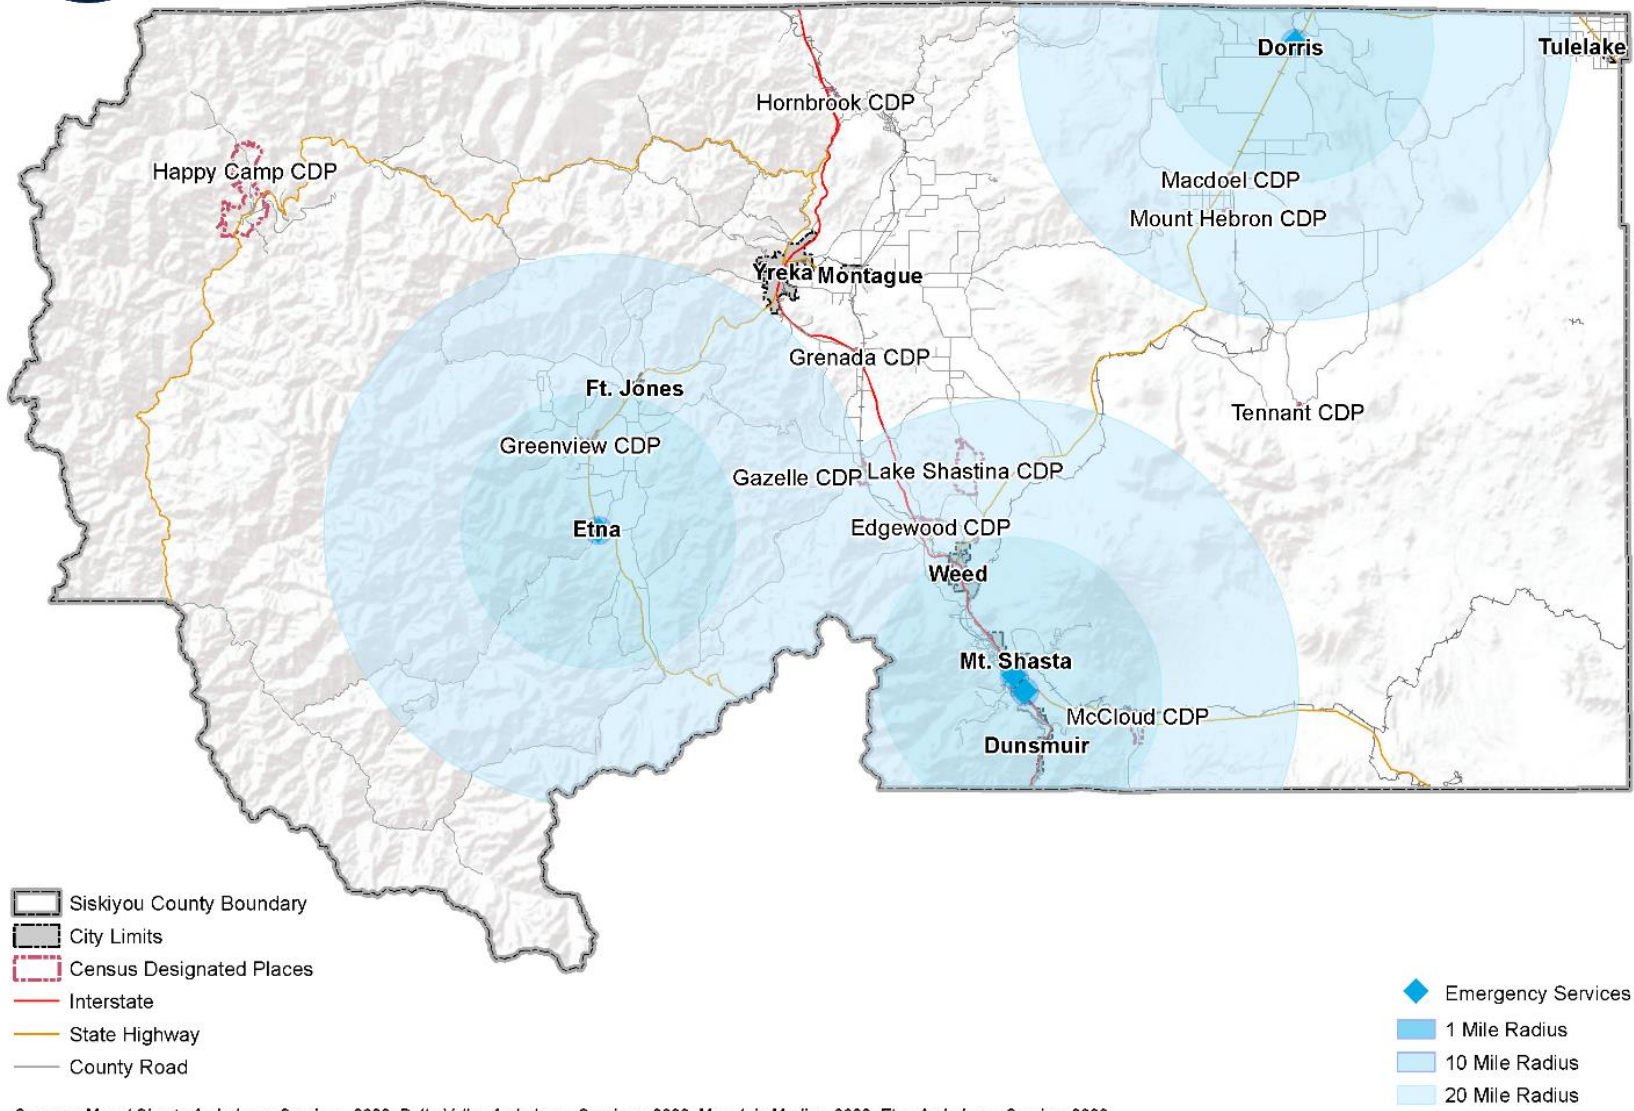 Dorris
Tulelake
Hornbrook CDP
Happy Camp CDP
Macdoel CDP
Mount Hebron CDP
Yreka
Montague
Grenada CDP
Ft. Jones
Tennant CDP
Greenview CDP
Gazelle CDP
Lake Shastina CDP
Etna
Edgewood CDP
Weed
Mt. Shasta
McCloud CDP
Dunsmuir
Siskiyou County Boundary
City Limits
Census Designated Places
Interstate
State Highway
County Road
Emergency Services
1 Mile Radius
10 Mile Radius
20 Mile Radius